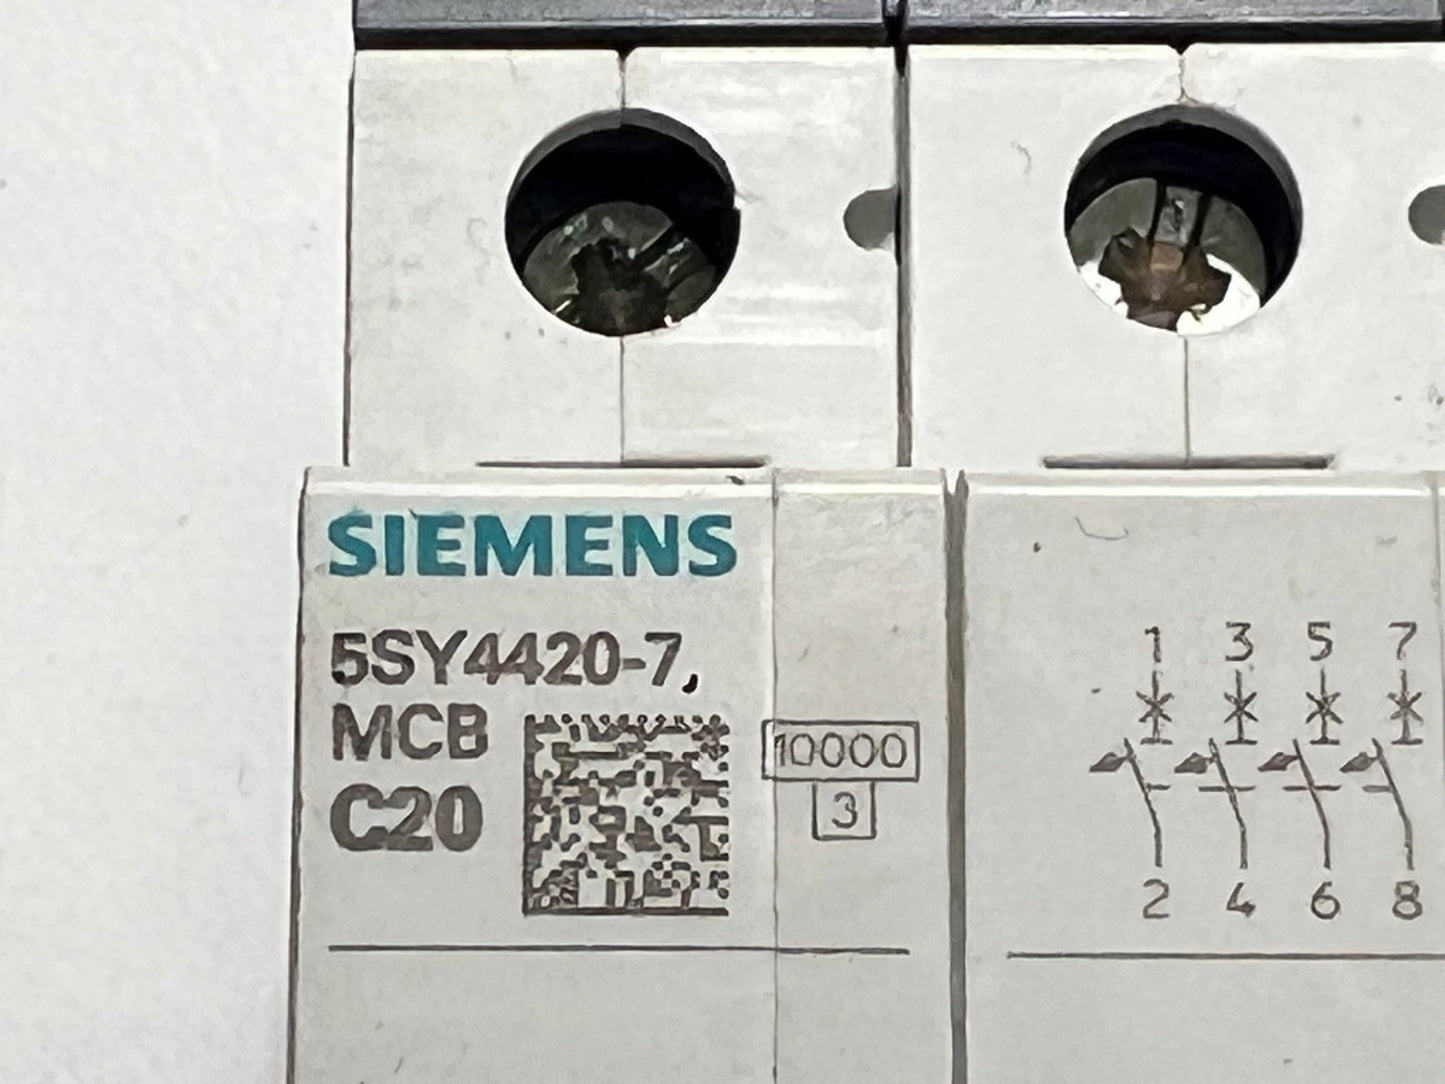 SIEMENS
5SY4420-7,
MCB
C20
10000
3
1 3 5 7
2 4 6 8